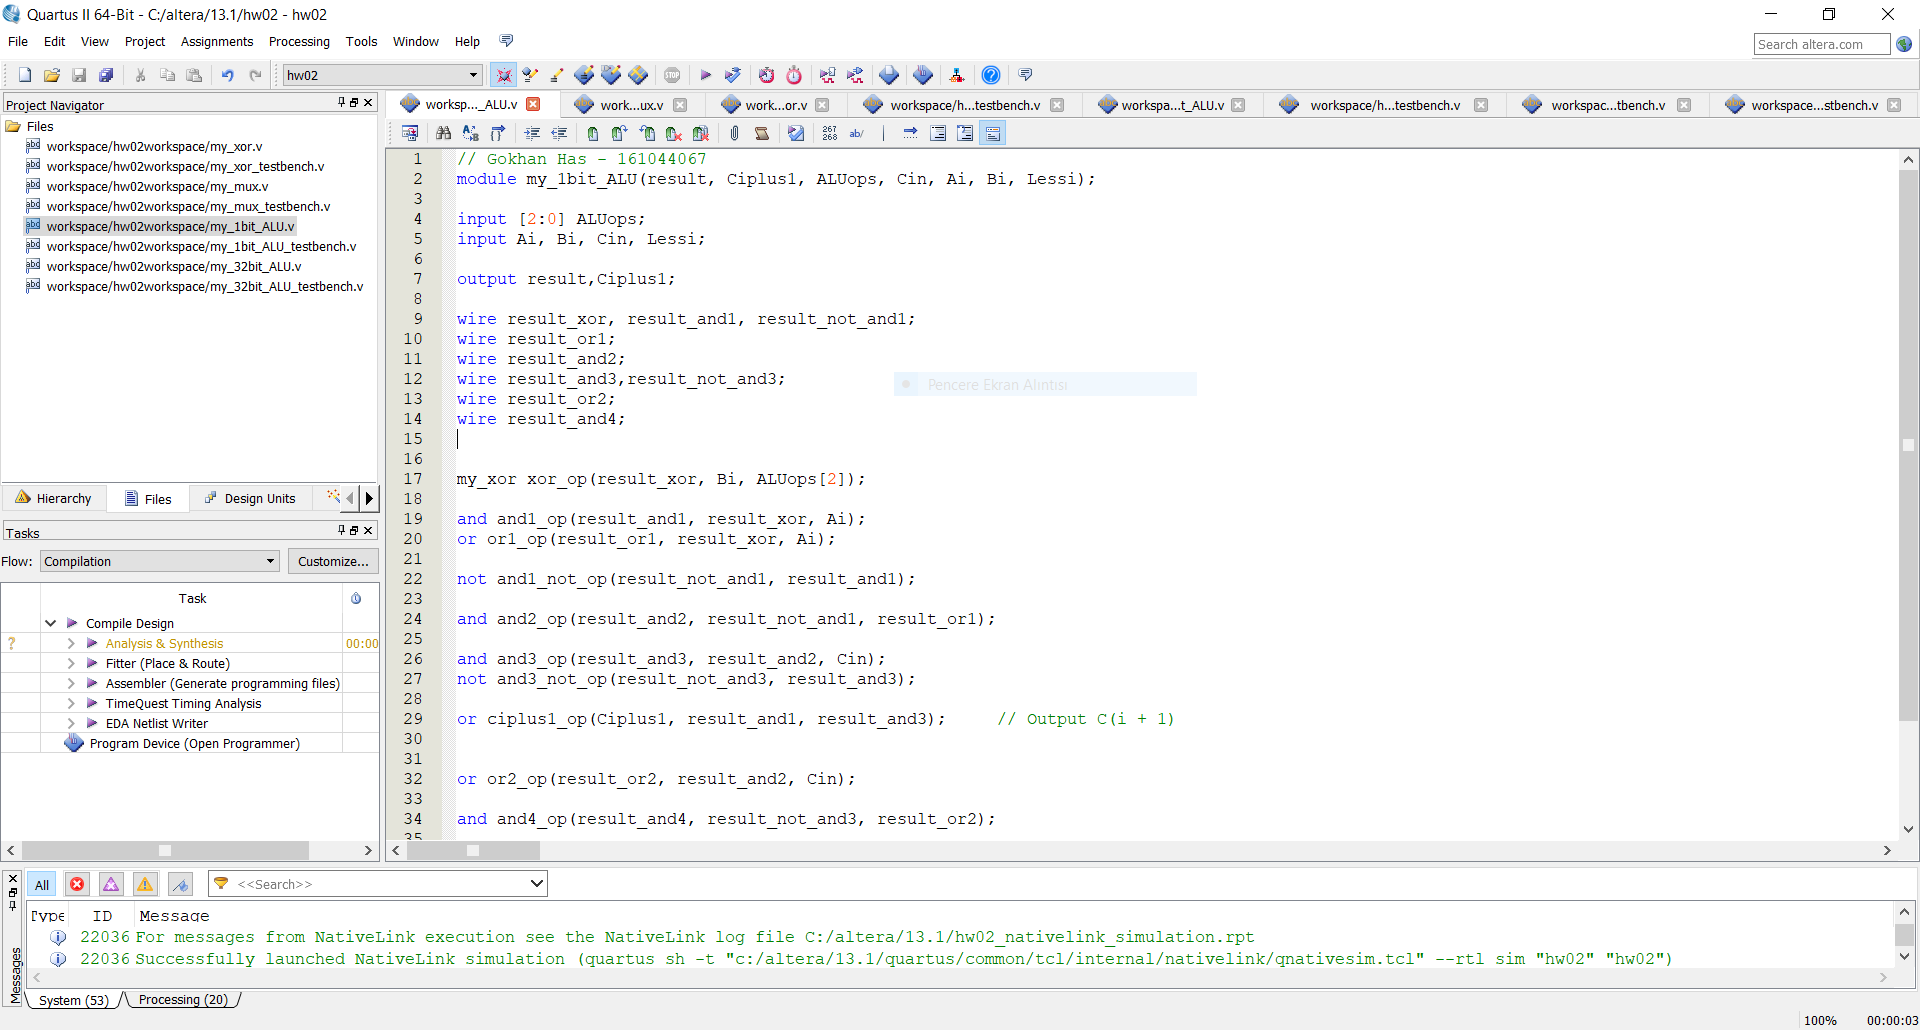 Quartus II 64-Bit - C:/altera/13.1/hw02 - hw02
File Edit View Project Assignments Processing Tools Window Help
Search altera.com
hw02
STOP
Project Navigator
Files
workspace/hw02workspace/my_xor.v
workspace/hw02workspace/my_xor_testbench.v
workspace/hw02workspace/my_mux.v
workspace/hw02workspace/my_mux_testbench.v
workspace/hw02workspace/my_1bit_ALU.v
workspace/hw02workspace/my_1bit_ALU_testbench.v
workspace/hw02workspace/my_32bit_ALU.v
workspace/hw02workspace/my_32bit_ALU_testbench.v
Hierarchy Files Design Units
Tasks
Flow: Compilation Customize...
Task
Compile Design
? Analysis & Synthesis 00:00
Fitter (Place & Route)
Assembler (Generate programming files)
TimeQuest Timing Analysis
EDA Netlist Writer
Program Device (Open Programmer)
worksp..._ALU.v work...ux.v work...or.v workspace/h...testbench.v workspa...t_ALU.v workspace/h...testbench.v workspac...tbench.v workspace...stbench.v
267 268 ab/
1 // Gokhan Has - 161044067
2 module my_1bit_ALU(result, Ciplus1, ALUops, Cin, Ai, Bi, Lessi);
3
4 input [2:0] ALUops;
5 input Ai, Bi, Cin, Lessi;
6
7 output result,Ciplus1;
8
9 wire result_xor, result_and1, result_not_and1;
10 wire result_or1;
11 wire result_and2;
12 wire result_and3,result_not_and3;
Pencere Ekran Alıntısı
13 wire result_or2;
14 wire result_and4;
15
16
17 my_xor xor_op(result_xor, Bi, ALUops[2]);
18
19 and and1_op(result_and1, result_xor, Ai);
20 or or1_op(result_or1, result_xor, Ai);
21
22 not and1_not_op(result_not_and1, result_and1);
23
24 and and2_op(result_and2, result_not_and1, result_or1);
25
26 and and3_op(result_and3, result_and2, Cin);
27 not and3_not_op(result_not_and3, result_and3);
28
29 or ciplus1_op(Ciplus1, result_and1, result_and3); // Output C(i + 1)
30
31
32 or or2_op(result_or2, result_and2, Cin);
33
34 and and4_op(result_and4, result_not_and3, result_or2);
35
All <<Search>>
Type ID Message
22036 For messages from NativeLink execution see the NativeLink log file C:/altera/13.1/hw02_nativelink_simulation.rpt
22036 Successfully launched NativeLink simulation (quartus sh -t "c:/altera/13.1/quartus/common/tcl/internal/nativelink/qnativesim.tcl" --rtl sim "hw02" "hw02")
Messages
System (53) Processing (20)
100% 00:00:03